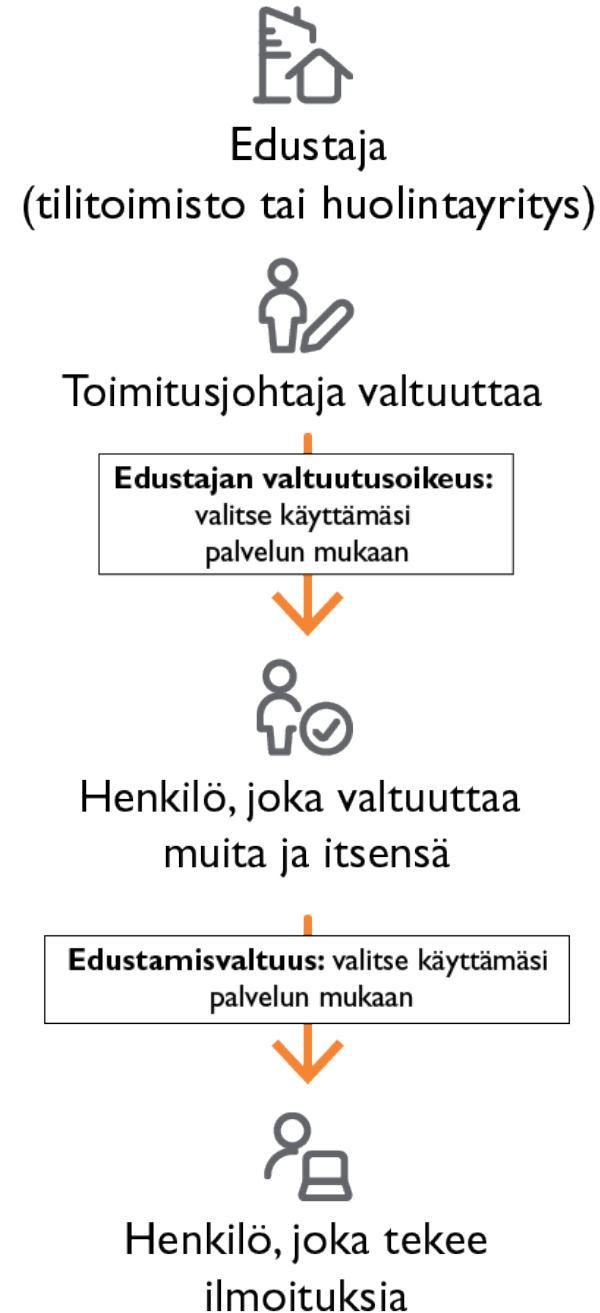 Edustaja
(tilitoimisto tai huolintayritys)
Toimitusjohtaja valtuuttaa
Edustajan valtuutusoikeus:
valitse käyttämäsi
palvelun mukaan
Henkilö, joka valtuuttaa
muita ja itsensä
Edustamisvaltuus: valitse käyttämäsi
palvelun mukaan
Henkilö, joka tekee
ilmoituksia